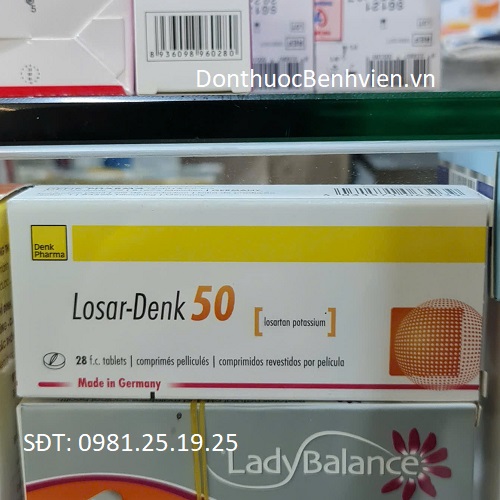 8936098960280
DonthuocBenhvien.vn
Denk
Pharma
Losar-Denk 50
[losartan potassium]
28 f.c. tablets | comprimés pelliculés | comprimidos revestidos por película
Made in Germany
SĐT: 0981.25.19.25
LadyBalance